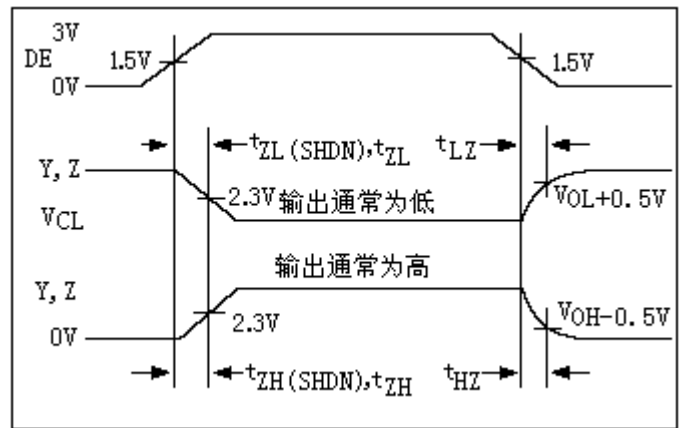 3V
DE
1.5V
1.5V
0V
tZL(SHDN),tZL
tLZ
Y,Z
2.3V
输出通常为低
VOL+0.5V
VCL
输出通常为高
Y,Z
2.3V
VOH-0.5V
0V
tZH(SHDN),tZH
tHZ